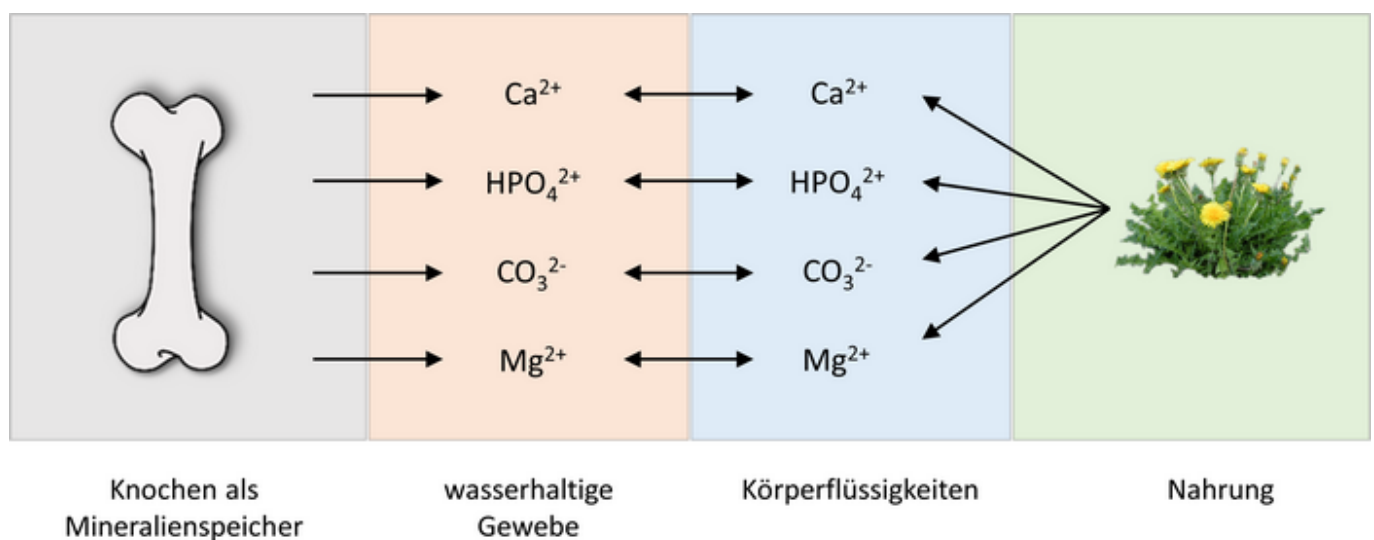 Ca²⁺ Ca²⁺
HPO₄²⁺ HPO₄²⁺
CO₃²⁻ CO₃²⁻
Mg²⁺ Mg²⁺
Knochen als
Mineralienspeicher
wasserhaltige
Gewebe
Körperflüssigkeiten
Nahrung